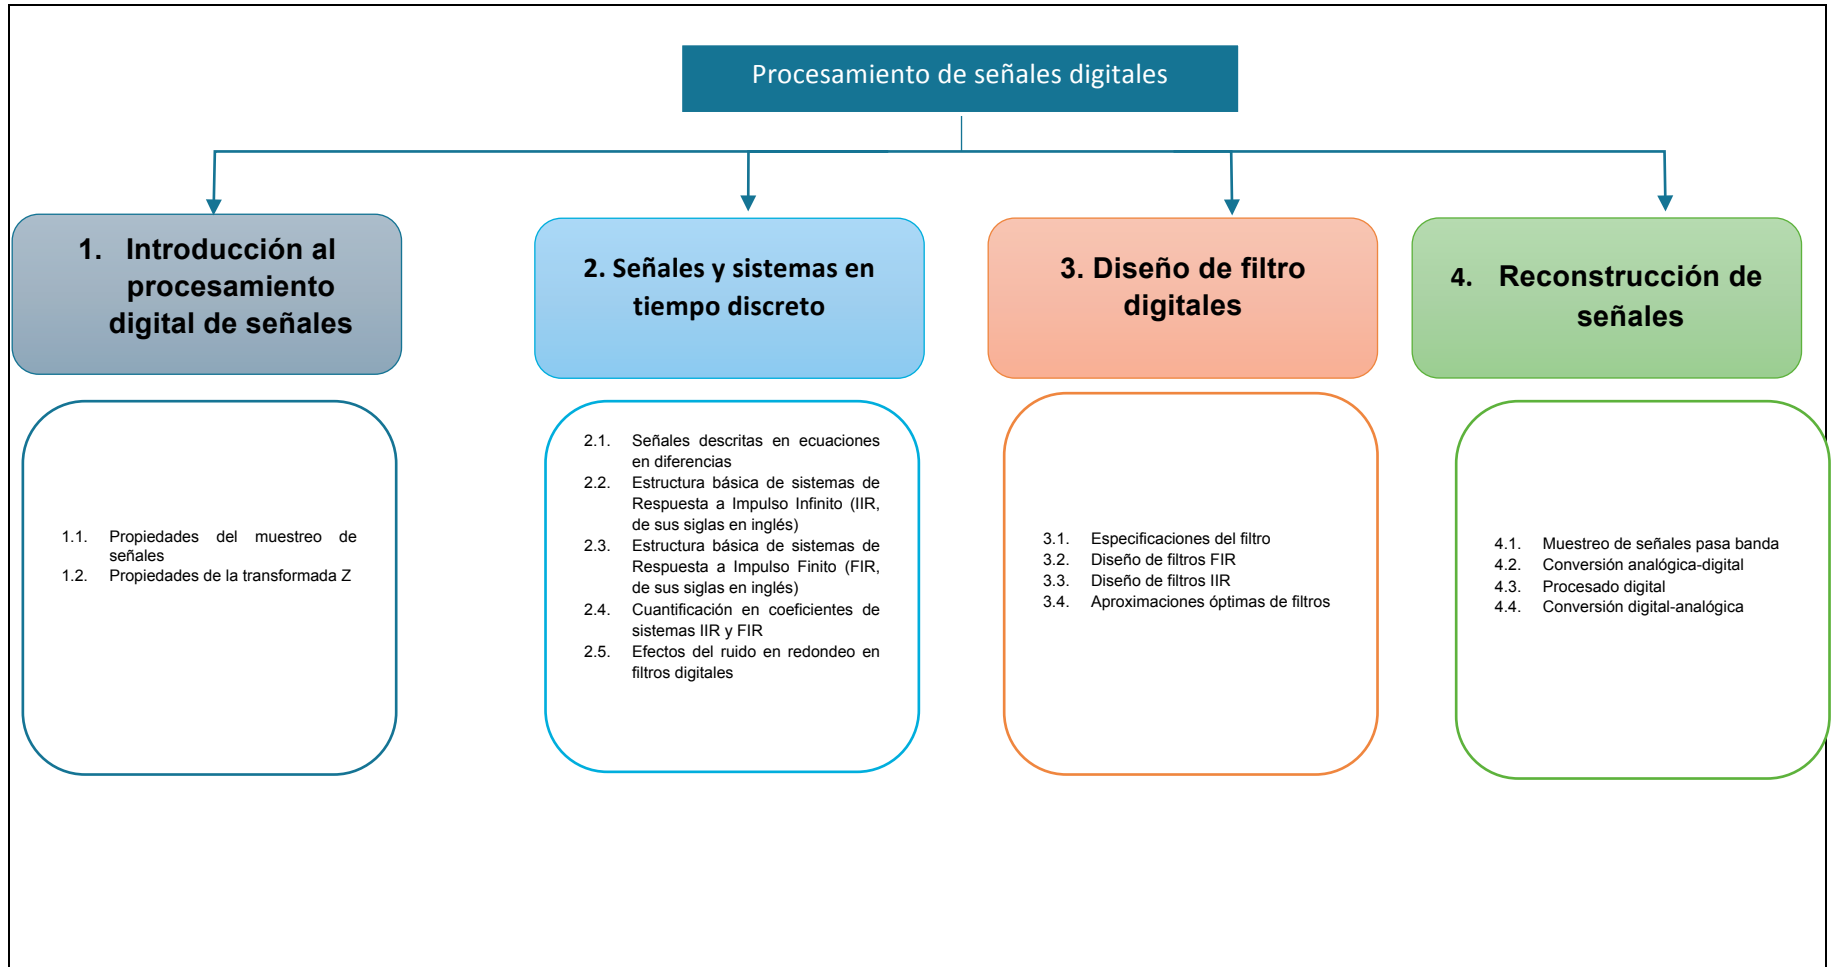 Procesamiento de señales digitales
1. Introducción al
procesamiento
digital de señales
2. Señales y sistemas en
tiempo discreto
3. Diseño de filtro
digitales
4. Reconstrucción de
señales
1.1. Propiedades del muestreo de
señales
1.2. Propiedades de la transformada Z
2.1. Señales descritas en ecuaciones
en diferencias
2.2. Estructura básica de sistemas de
Respuesta a Impulso Infinito (IIR,
de sus siglas en inglés)
2.3. Estructura básica de sistemas de
Respuesta a Impulso Finito (FIR,
de sus siglas en inglés)
2.4. Cuantificación en coeficientes de
sistemas IIR y FIR
2.5. Efectos del ruido en redondeo en
filtros digitales
3.1. Especificaciones del filtro
3.2. Diseño de filtros FIR
3.3. Diseño de filtros IIR
3.4. Aproximaciones óptimas de filtros
4.1. Muestreo de señales pasa banda
4.2. Conversión analógica-digital
4.3. Procesado digital
4.4. Conversión digital-analógica